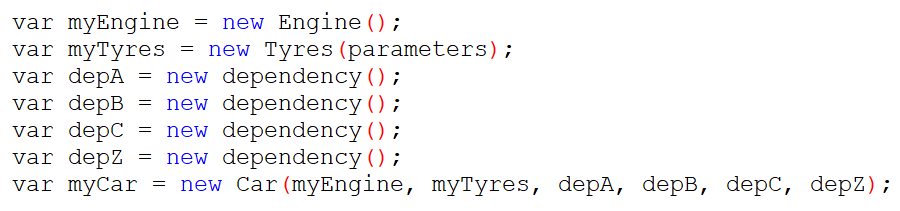 var myEngine = new Engine();
var myTyres = new Tyres(parameters);
var depA = new dependency();
var depB = new dependency();
var depC = new dependency();
var depZ = new dependency();
var myCar = new Car(myEngine, myTyres, depA, depB, depC, depZ);